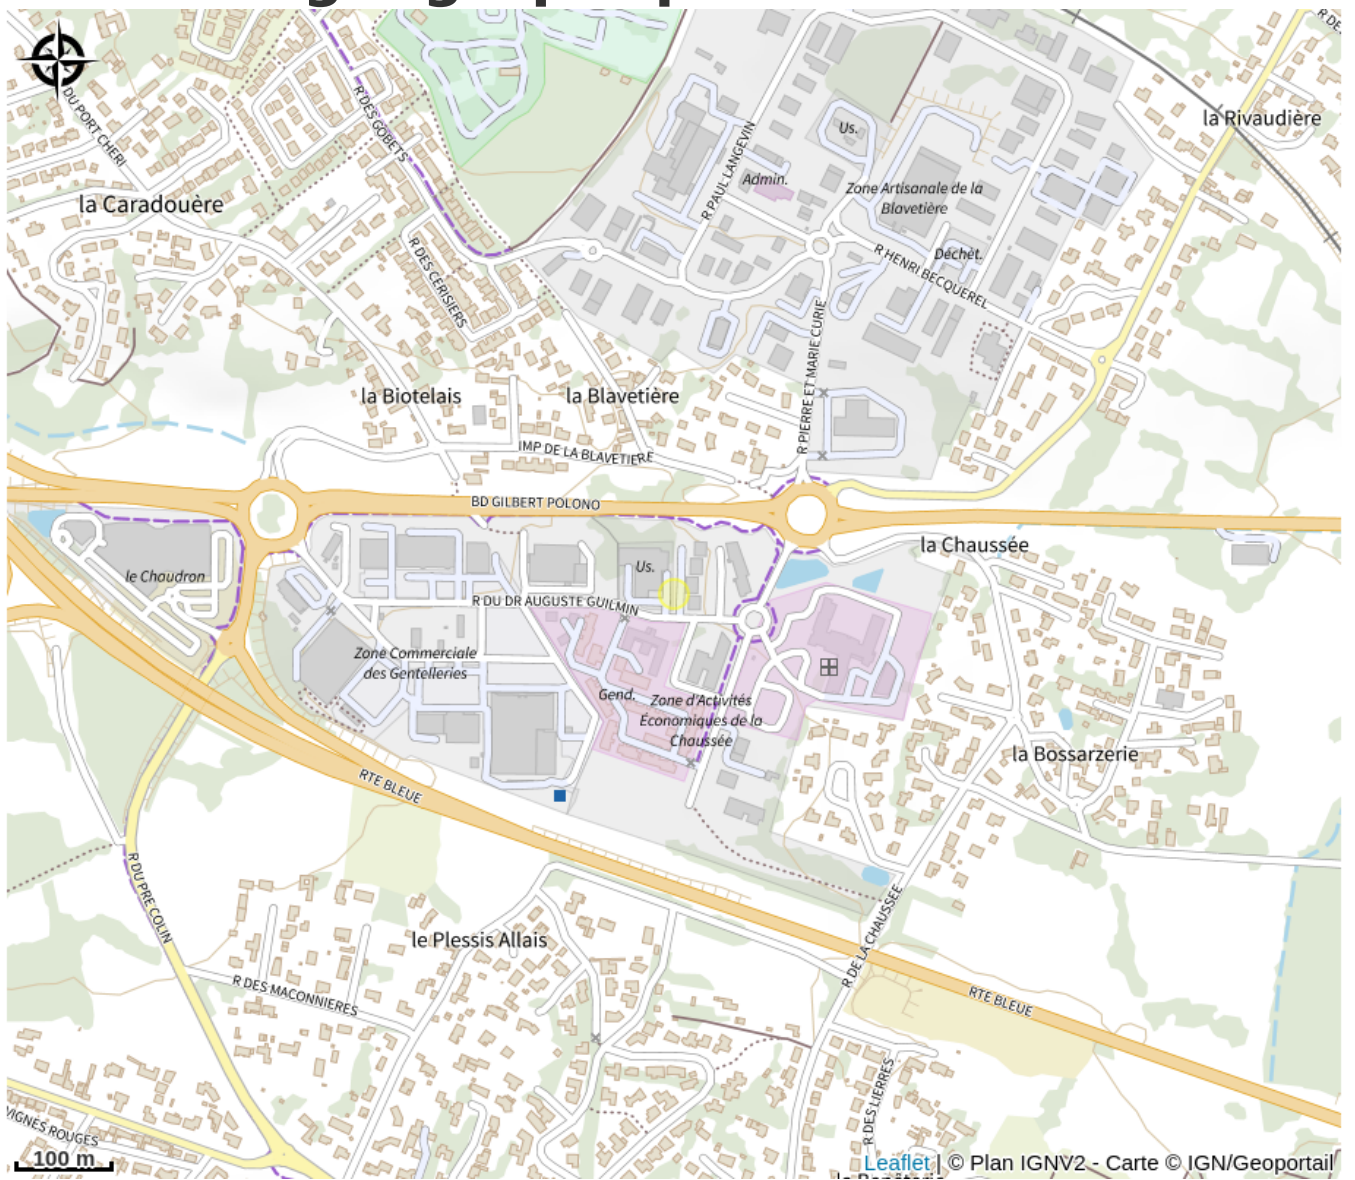 R DES GOBETS
DU PORT CHERI
la Rivaudière
Us.
R PAUL LANGEVIN
Admin.
Zone Artisanale de la
Blavetière
la Caradouère
R DES CERISIERS
Déchèt.
R HENRI BECQUEREL
R PIERRE ET MARIE CURIE
la Biotelais
la Blavetière
IMP DE LA BLAVETIERE
BD GILBERT POLONO
la Chaussée
Us.
le Chaudron
R DU DR AUGUSTE GUILMIN
Zone Commerciale
des Gentelleries
Gend.
Zone d'Activités
Économiques de la
Chaussée
la Bossarzerie
RTE BLEUE
R DU PRE COLIN
R DE LA CHAUSSEE
le Plessis Allais
R DES MACONNIERES
RTE BLEUE
R DES LIERRES
VIGNES ROUGES
100 m
Leaflet | © Plan IGNV2 - Carte © IGN/Geoportail